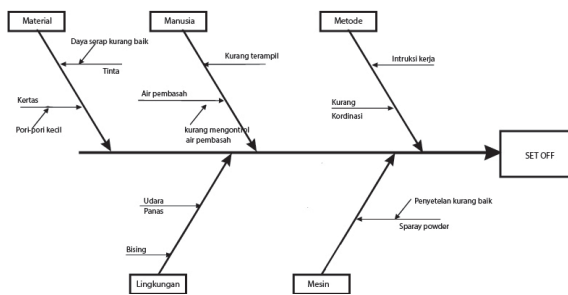 Material
Manusia
Metode
Daya serap kurang baik
Tinta
Kurang terampil
Intruksi kerja
Kertas
Pori-pori kecil
Air pembasah
kurang mengontrol
air pembasah
Kurang
Kordinasi
SET OFF
Udara
Panas
Bising
Penyetelan kurang baik
Sparay powder
Lingkungan
Mesin